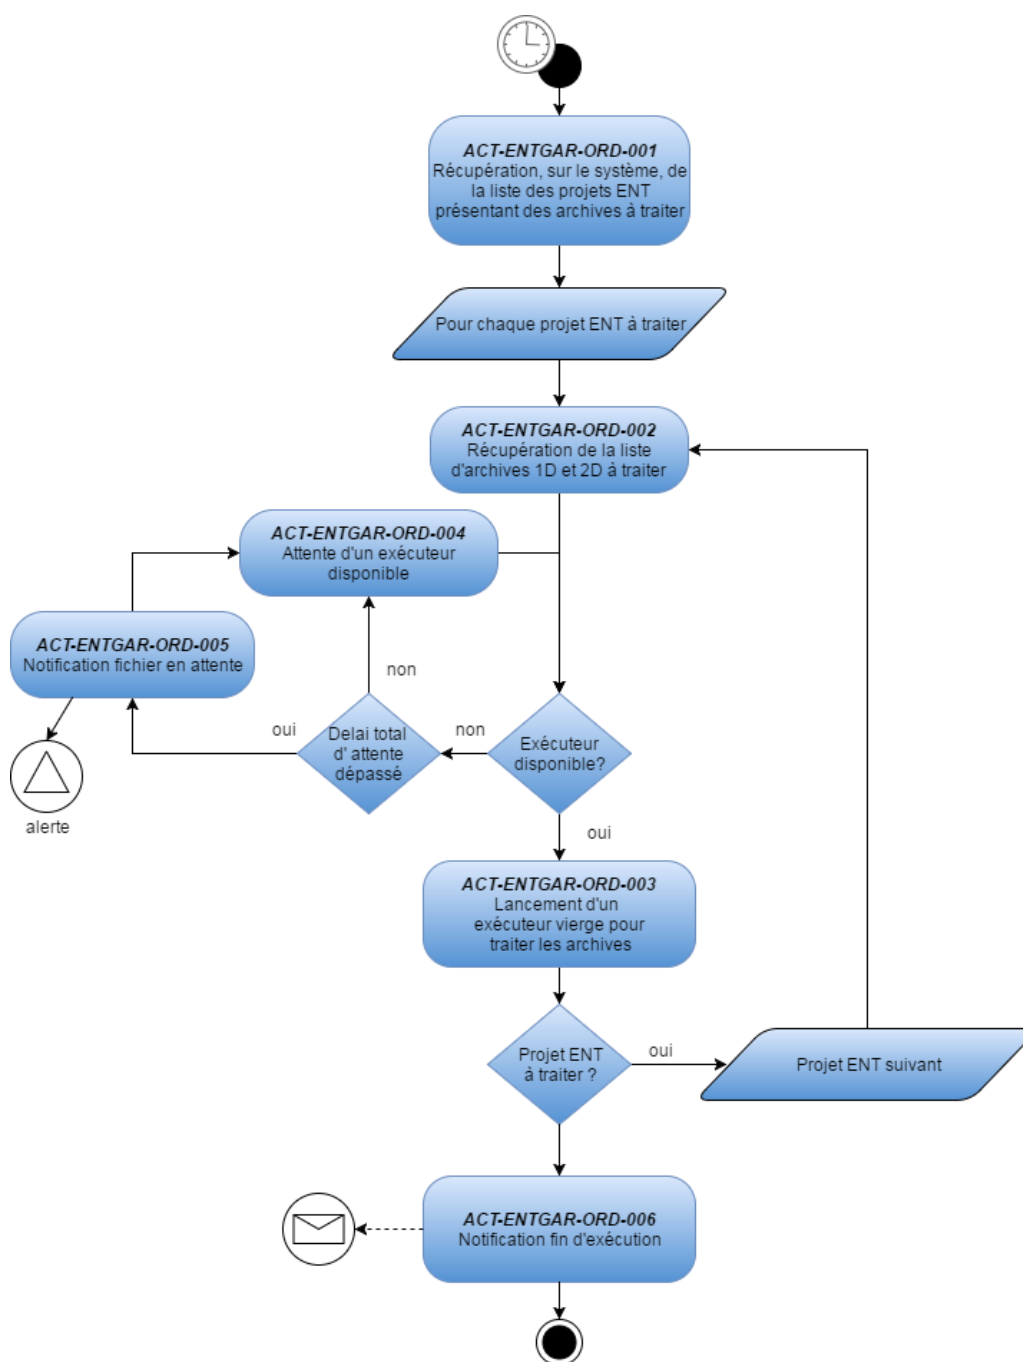 ACT-ENTGAR-ORD-001
Récupération, sur le système, de
la liste des projets ENT
présentant des archives à traiter
Pour chaque projet ENT à traiter
ACT-ENTGAR-ORD-002
Récupération de la liste
d'archives 1D et 2D à traiter
ACT-ENTGAR-ORD-004
Attente d'un exécuteur
disponible
ACT-ENTGAR-ORD-005
Notification fichier en attente
non
oui
Delai total
d' attente
dépassé
non
Exécuteur
disponible?
alerte
oui
ACT-ENTGAR-ORD-003
Lancement d'un
exécuteur vierge pour
traiter les archives
Projet ENT
à traiter ?
oui
Projet ENT suivant
ACT-ENTGAR-ORD-006
Notification fin d'exécution